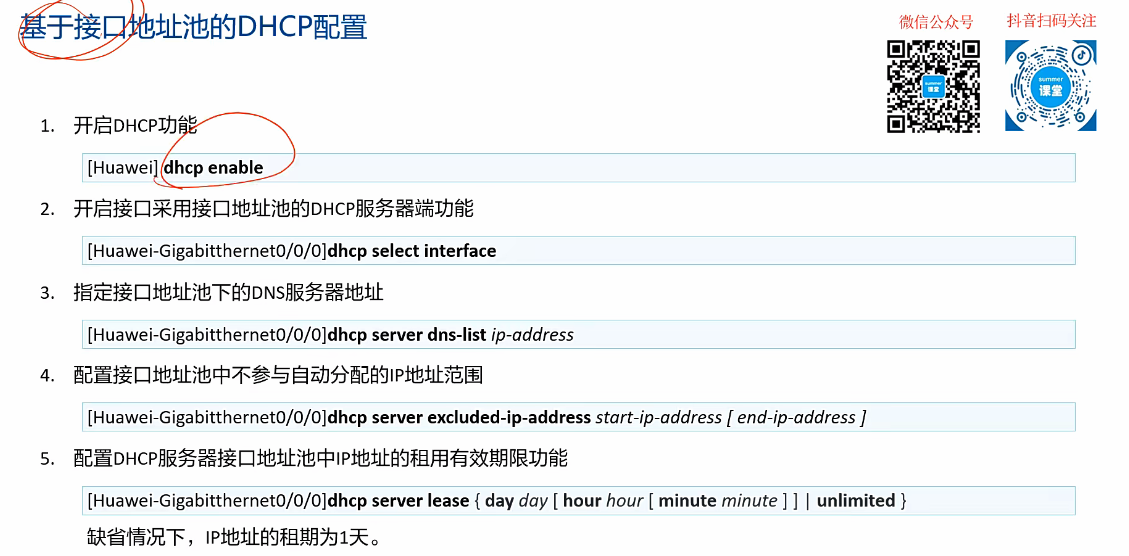 基于接口地址池的DHCP配置
微信公众号
抖音扫码关注
summer
课堂
summer
课堂
1. 开启DHCP功能
[Huawei] dhcp enable
2. 开启接口采用接口地址池的DHCP服务器端功能
[Huawei-Gigabitthernet0/0/0]dhcp select interface
3. 指定接口地址池下的DNS服务器地址
[Huawei-Gigabitthernet0/0/0]dhcp server dns-list ip-address
4. 配置接口地址池中不参与自动分配的IP地址范围
[Huawei-Gigabitthernet0/0/0]dhcp server excluded-ip-address start-ip-address [ end-ip-address ]
5. 配置DHCP服务器接口地址池中IP地址的租用有效期限功能
[Huawei-Gigabitthernet0/0/0]dhcp server lease { day day [ hour hour [ minute minute ] ] | unlimited }
缺省情况下，IP地址的租期为1天。